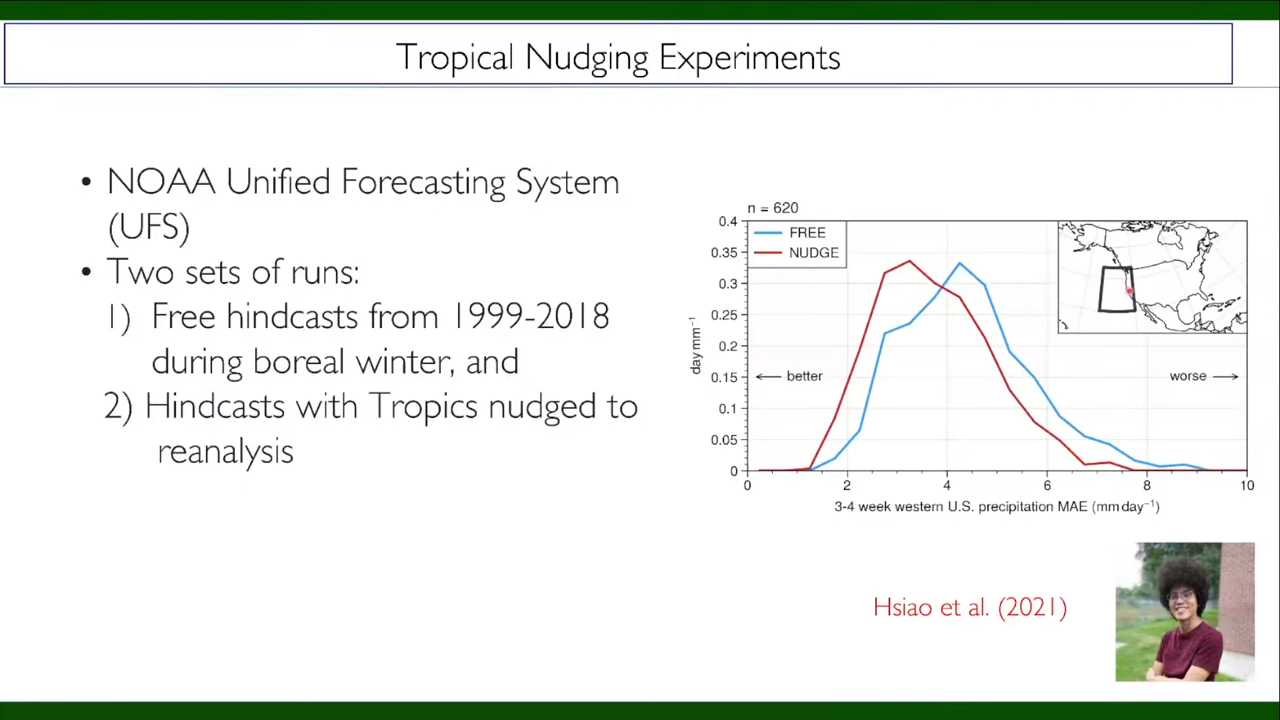 Tropical Nudging Experiments
• NOAA Unified Forecasting System
(UFS)
• Two sets of runs:
1) Free hindcasts from 1999-2018
during boreal winter, and
2) Hindcasts with Tropics nudged to
reanalysis
n = 620
FREE
NUDGE
0.4
0.35
0.3
0.25
0.2
0.15
0.1
0.05
0
day mm⁻¹
← better
worse →
0 2 4 6 8 10
3-4 week western U.S. precipitation MAE (mm day⁻¹)
Hsiao et al. (2021)